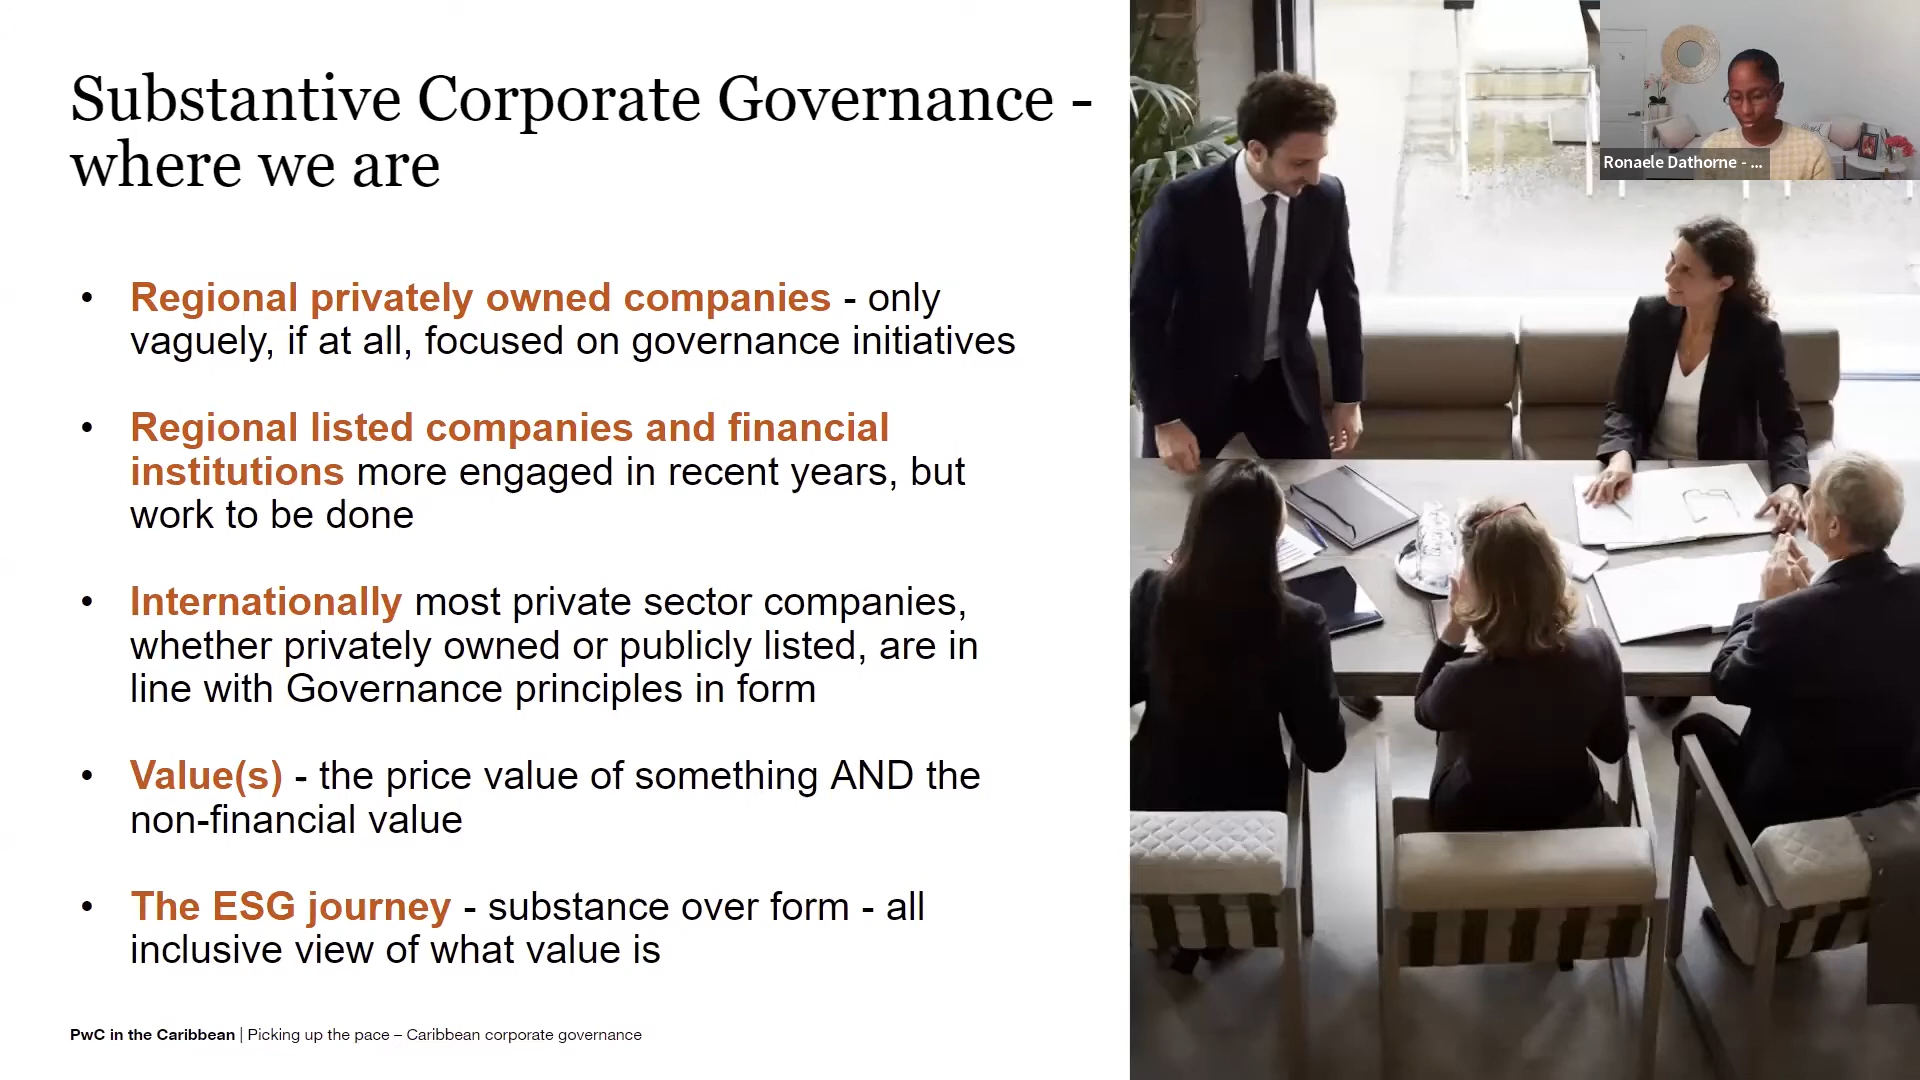 Substantive Corporate Governance -
where we are
• Regional privately owned companies - only
vaguely, if at all, focused on governance initiatives
• Regional listed companies and financial
institutions more engaged in recent years, but
work to be done
• Internationally most private sector companies,
whether privately owned or publicly listed, are in
line with Governance principles in form
• Value(s) - the price value of something AND the
non-financial value
• The ESG journey - substance over form - all
inclusive view of what value is
PwC in the Caribbean | Picking up the pace – Caribbean corporate governance
Ronaele Dathorne - ...